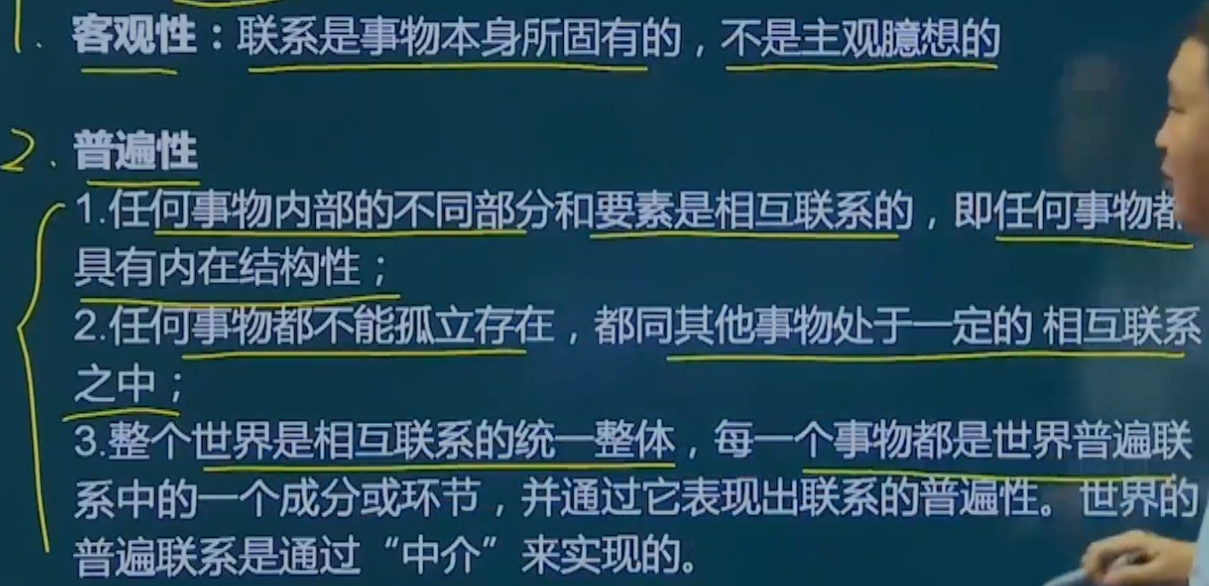 1. 客观性：联系是事物本身所固有的，不是主观臆想的
2. 普遍性
1.任何事物内部的不同部分和要素是相互联系的，即任何事物都
具有内在结构性；
2.任何事物都不能孤立存在，都同其他事物处于一定的 相互联系
之中；
3.整个世界是相互联系的统一整体，每一个事物都是世界普遍联
系中的一个成分或环节，并通过它表现出联系的普遍性。世界的
普遍联系是通过“中介”来实现的。